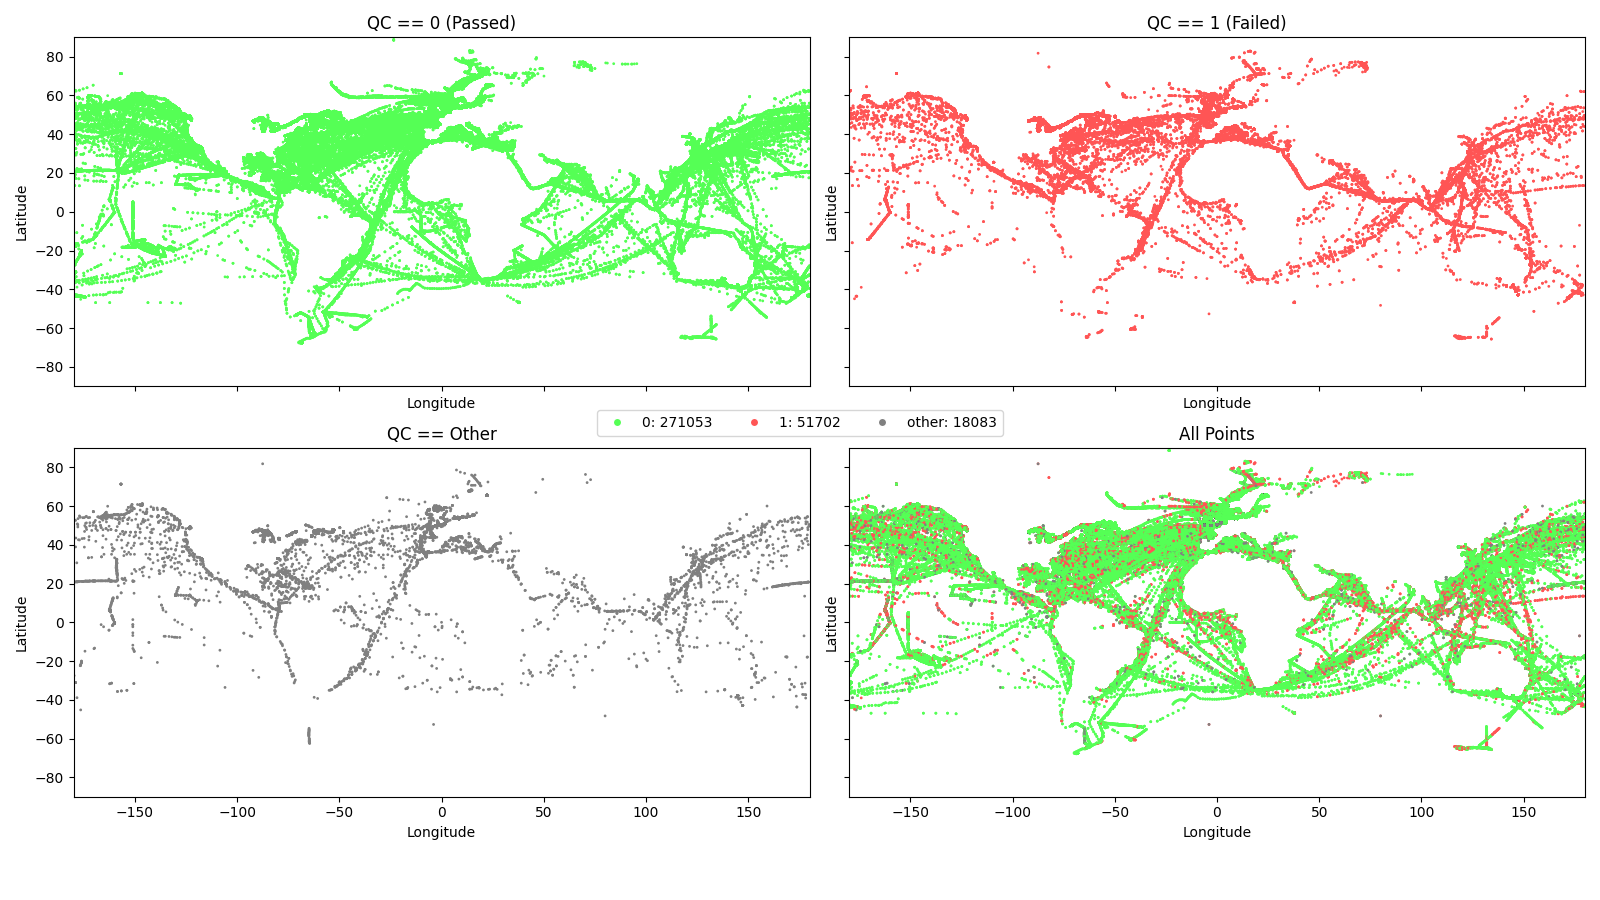 QC == 0 (Passed)
QC == 1 (Failed)
80
60
40
20
0
−20
−40
−60
−80
Latitude
Latitude
Longitude
Longitude
0: 271053 1: 51702 other: 18083
QC == Other
All Points
80
60
40
20
0
−20
−40
−60
−80
Latitude
Latitude
−150 −100 −50 0 50 100 150
−150 −100 −50 0 50 100 150
Longitude
Longitude